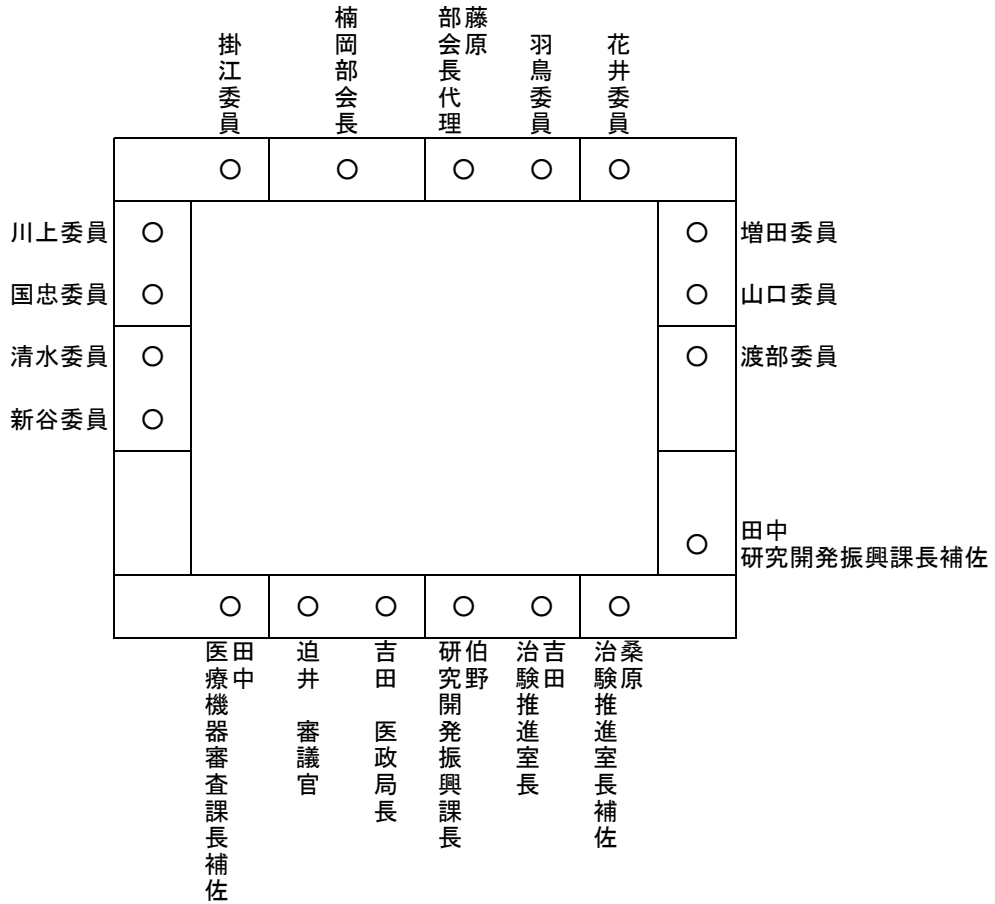 掛江委員
楠岡部会長
藤原
部会長代理
羽鳥委員
花井委員
川上委員
国忠委員
清水委員
新谷委員
増田委員
山口委員
渡部委員
田中
研究開発振興課長補佐
田中
医療機器審査課長補佐
迫井　審議官
吉田　医政局長
伯野
研究開発振興課長
吉田
治験推進室長
桑原
治験推進室長補佐